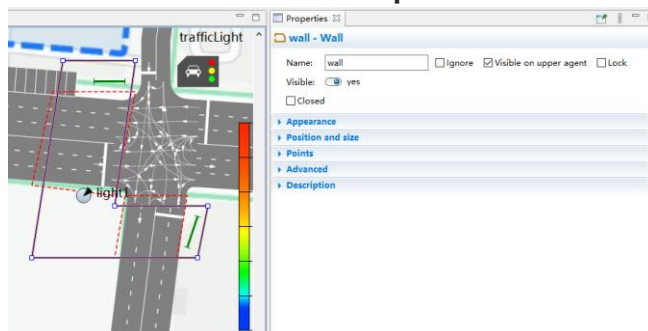 trafficLight
light1
Properties
wall - Wall
Name: wall Ignore Visible on upper agent Lock
Visible: yes
Closed
Appearance
Position and size
Points
Advanced
Description